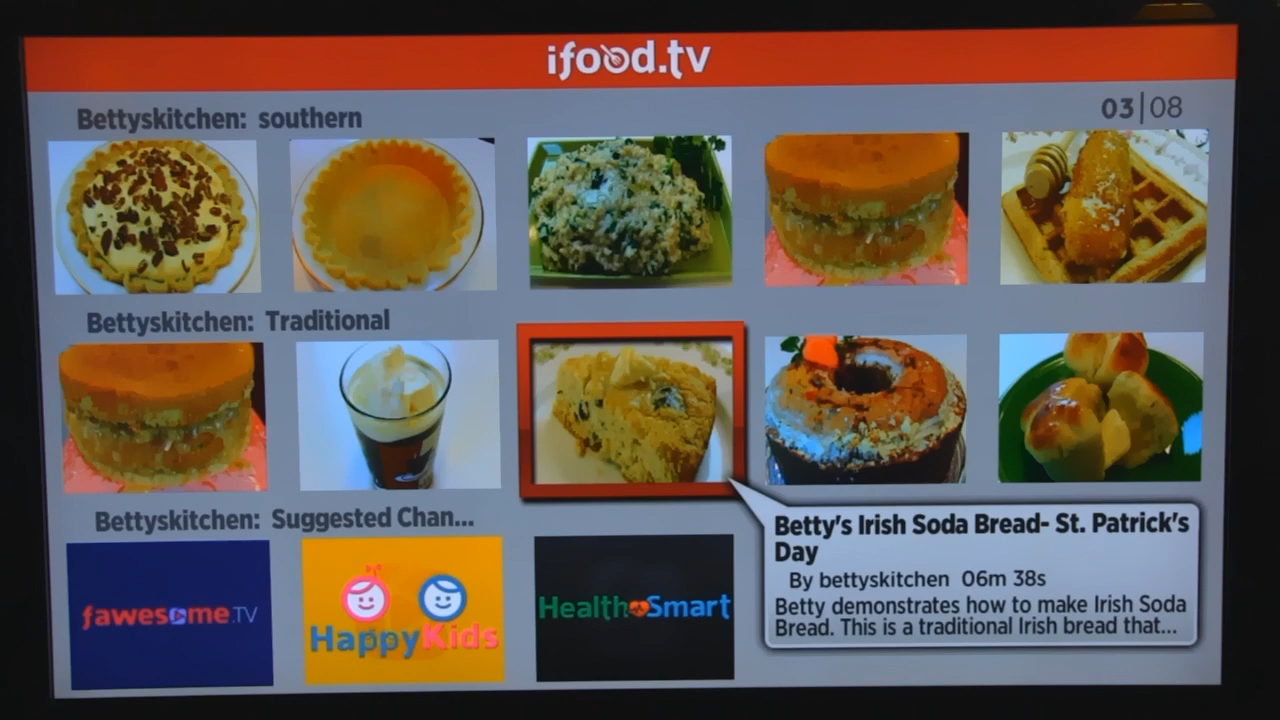 ifood.tv
Bettyskitchen: southern
03|08
Bettyskitchen: Traditional
Bettyskitchen: Suggested Chan...
fawesome.TV
HappyKids
HealthSmart
Betty's Irish Soda Bread- St. Patrick's
Day
By bettyskitchen 06m 38s
Betty demonstrates how to make Irish Soda
Bread. This is a traditional Irish bread that...